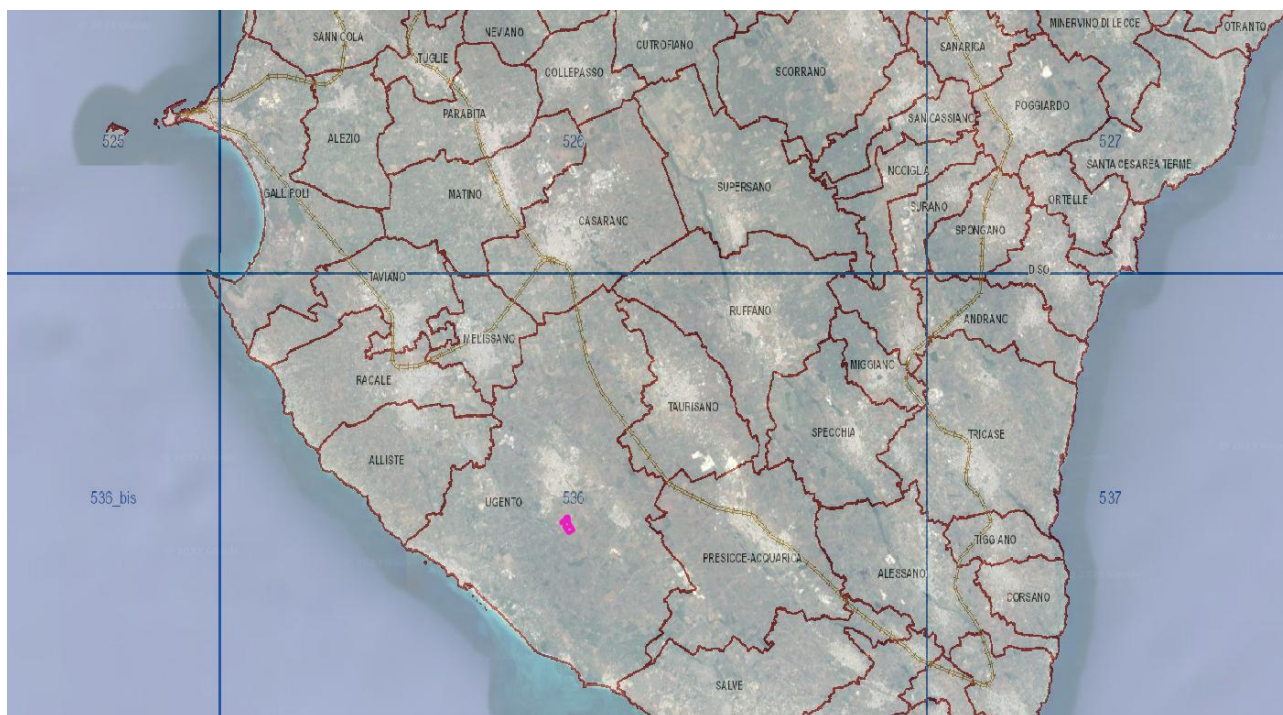 MINERVINO DI LECCE
OTRANTO
SANNICOLA
NEVIANO
CUTROFIANO
SANARICA
TUGLIE
COLLEPASSO
SCORRANO
POGGIARDO
PARABITA
SAN CASSIANO
525
ALEZIO
526
527
SANTA CESAREA TERME
NOCIGLIA
GALLIPOLI
MATINO
SUPERSANO
ORTELLE
SURANO
CASARANO
SPONGANO
DISO
TAVIANO
RUFFANO
ANDRANO
MELISSANO
MIGGIANO
RACALE
TAURISANO
SPECCHIA
TRICASE
ALLISTE
536_bis
UGENTO
536
537
TIGGIANO
PRESICCE-ACQUARICA
ALESSANO
CORSANO
SALVE